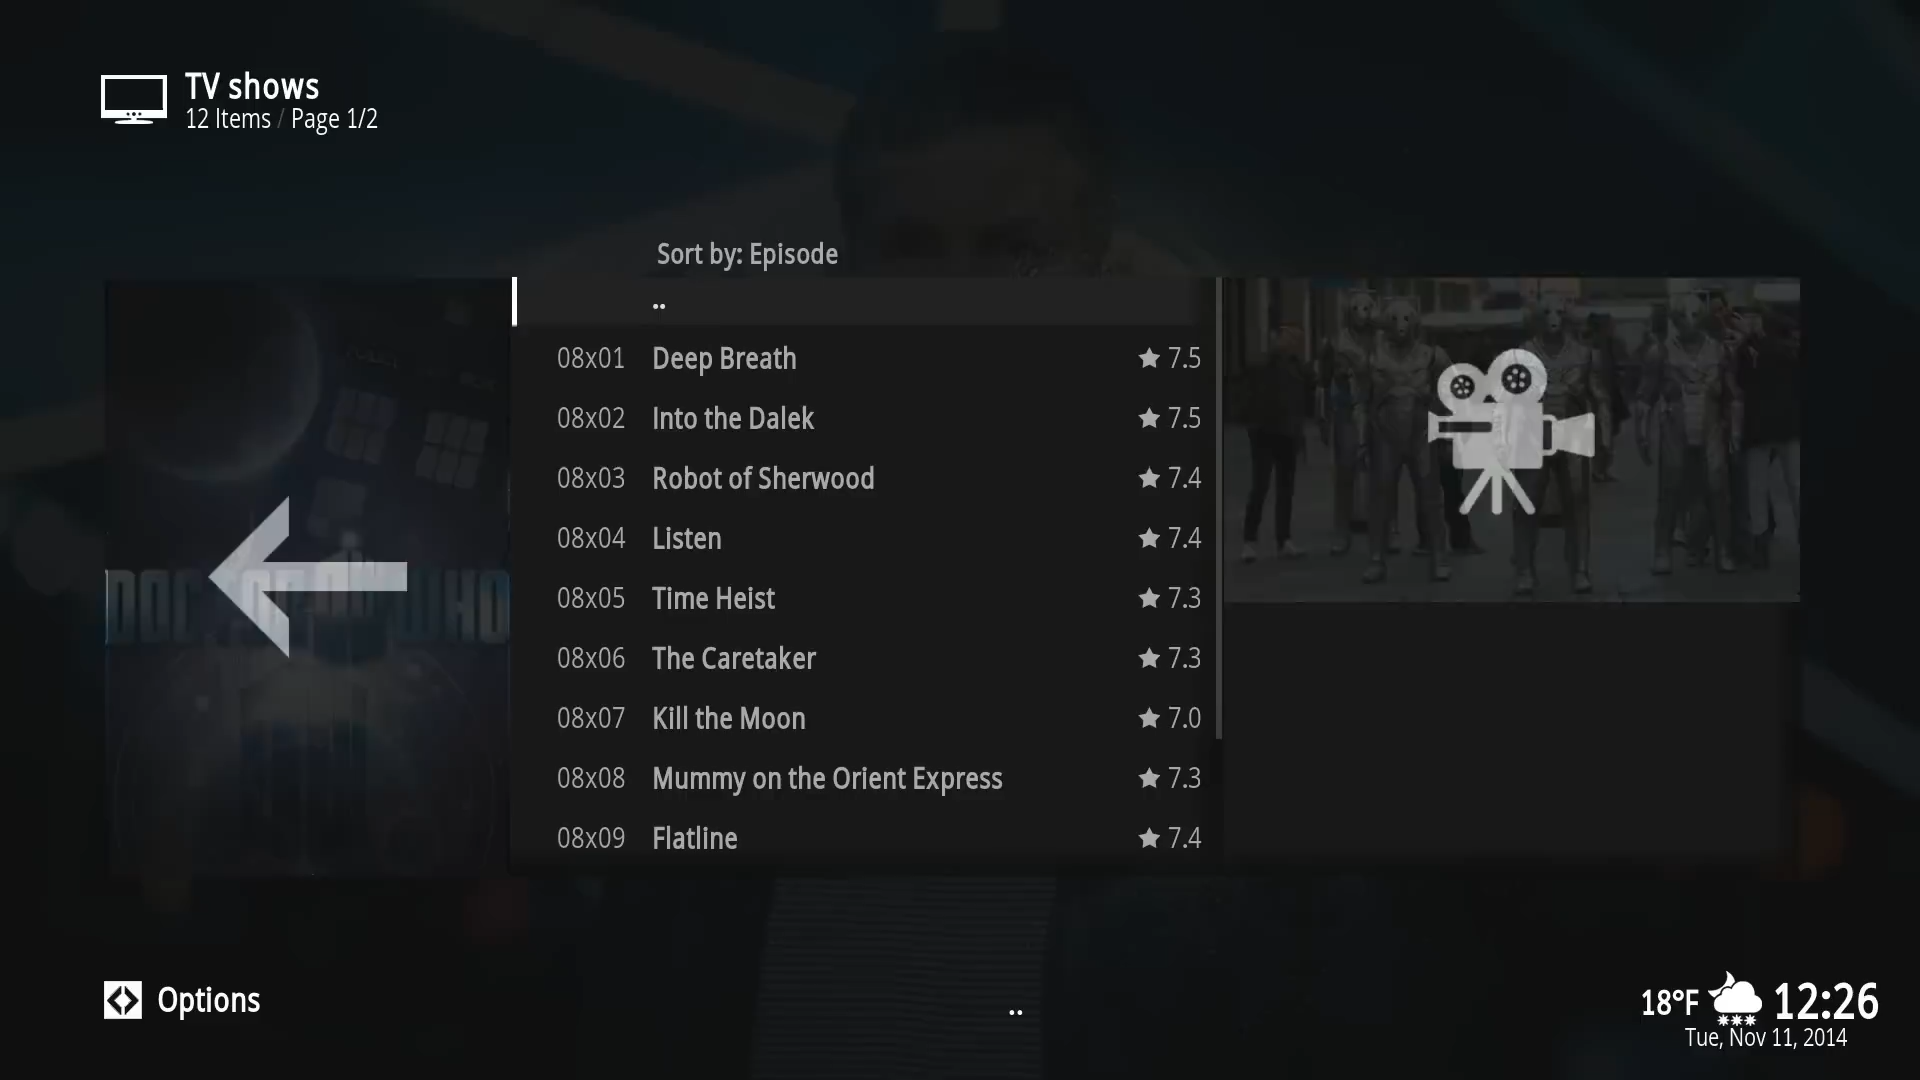 TV shows
12 Items / Page 1/2
Sort by: Episode
..
08x01 Deep Breath ★ 7.5
08x02 Into the Dalek ★ 7.5
08x03 Robot of Sherwood ★ 7.4
08x04 Listen ★ 7.4
08x05 Time Heist ★ 7.3
08x06 The Caretaker ★ 7.3
08x07 Kill the Moon ★ 7.0
08x08 Mummy on the Orient Express ★ 7.3
08x09 Flatline ★ 7.4
WHO
Options
..
18°F 12:26
Tue, Nov 11, 2014